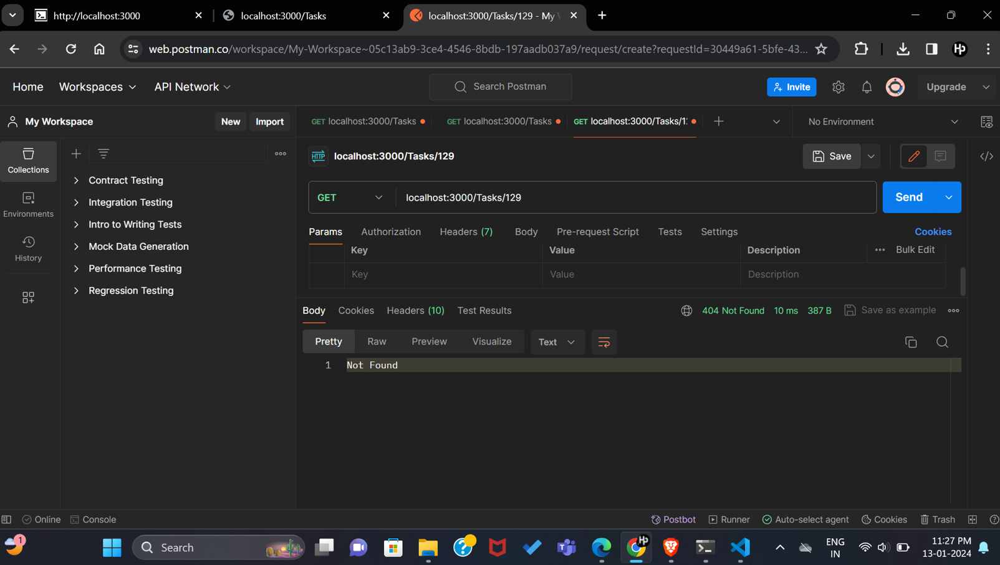 http://localhost:3000
localhost:3000/Tasks
localhost:3000/Tasks/129 - My
web.postman.co/workspace/My-Workspace~05c13ab9-3ce4-4546-8bdb-197aadb037a9/request/create?requestId=30449a61-5bfe-43...
Home Workspaces API Network Search Postman Invite Upgrade
My Workspace New Import
GET localhost:3000/Tasks GET localhost:3000/Tasks GET localhost:3000/Tasks/1 No Environment
Collections
Environments
History
Contract Testing
Integration Testing
Intro to Writing Tests
Mock Data Generation
Performance Testing
Regression Testing
HTTP localhost:3000/Tasks/129 Save
GET localhost:3000/Tasks/129 Send
Params Authorization Headers (7) Body Pre-request Script Tests Settings Cookies
Key Value Description Bulk Edit
Key Value Description
Body Cookies Headers (10) Test Results 404 Not Found 10 ms 387 B Save as example
Pretty Raw Preview Visualize Text
1 Not Found
Online Console Postbot Runner Auto-select agent Cookies Trash
1 Search ENG 11:27 PM
IN 13-01-2024